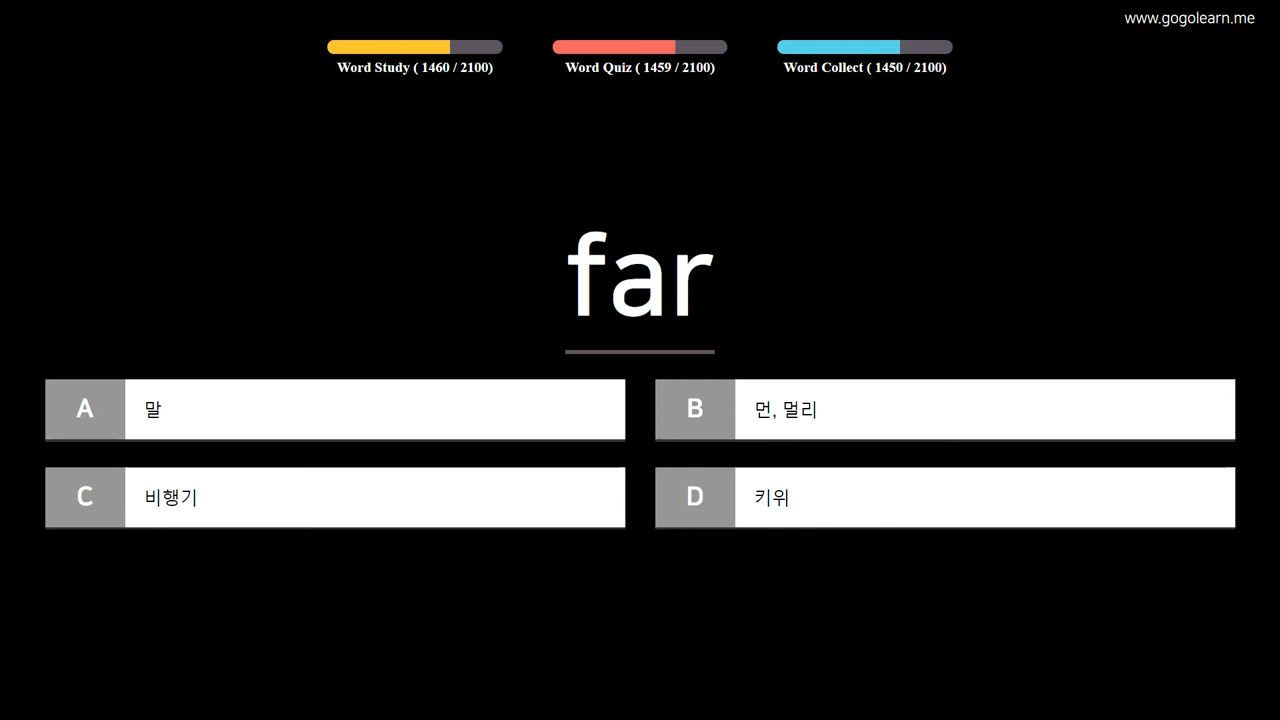 www.gogolearn.me
Word Study ( 1460 / 2100)
Word Quiz ( 1459 / 2100)
Word Collect ( 1450 / 2100)
far
A 말
B 먼, 멀리
C 비행기
D 키위